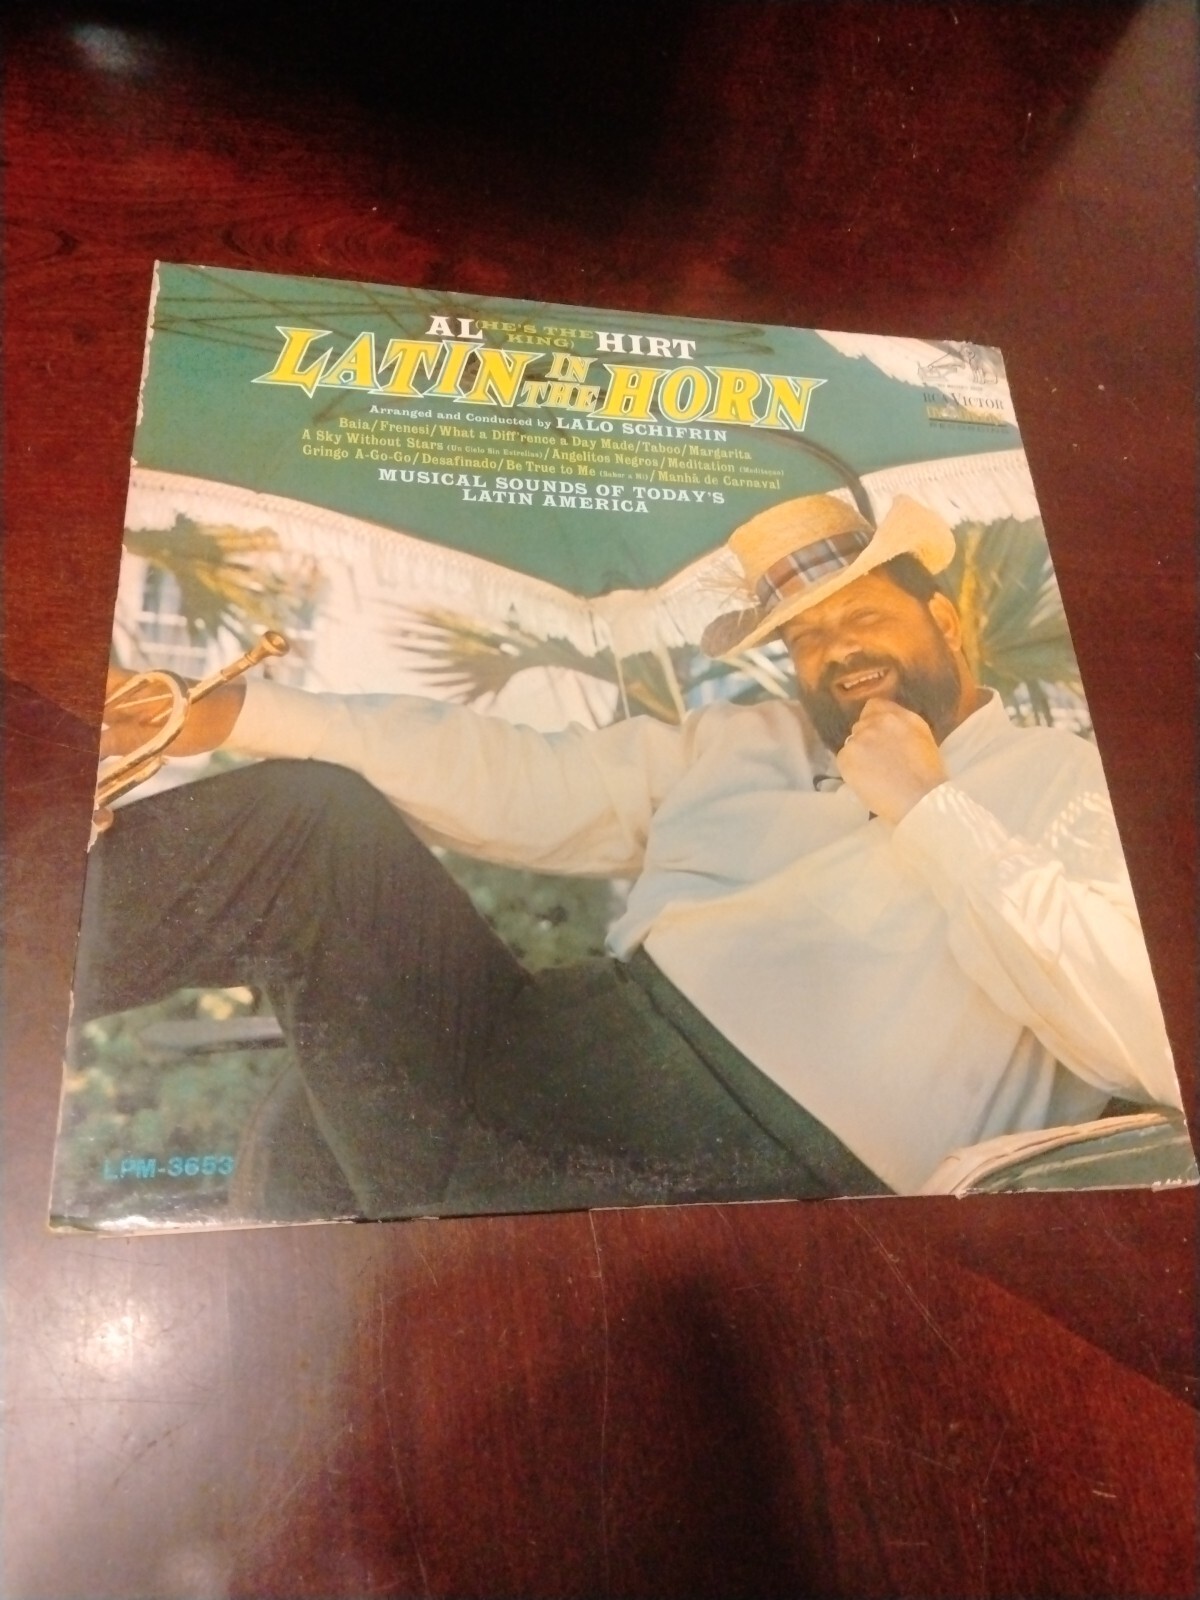 AL (HE'S THE KING) HIRT
LATIN IN THE HORN
Arranged and Conducted by LALO SCHIFRIN
Baia/Frenesi/What a Diff'rence a Day Made/Taboo/Margarita
A Sky Without Stars (Un Cielo Sin Estrellas)/Angelitos Negros/Meditation (Meditaçao)
Gringo A-Go-Go/Desafinado/Be True to Me (Sabor a Mi)/Manhã de Carnaval
MUSICAL SOUNDS OF TODAY'S
LATIN AMERICA
RCA VICTOR
LPM-3653